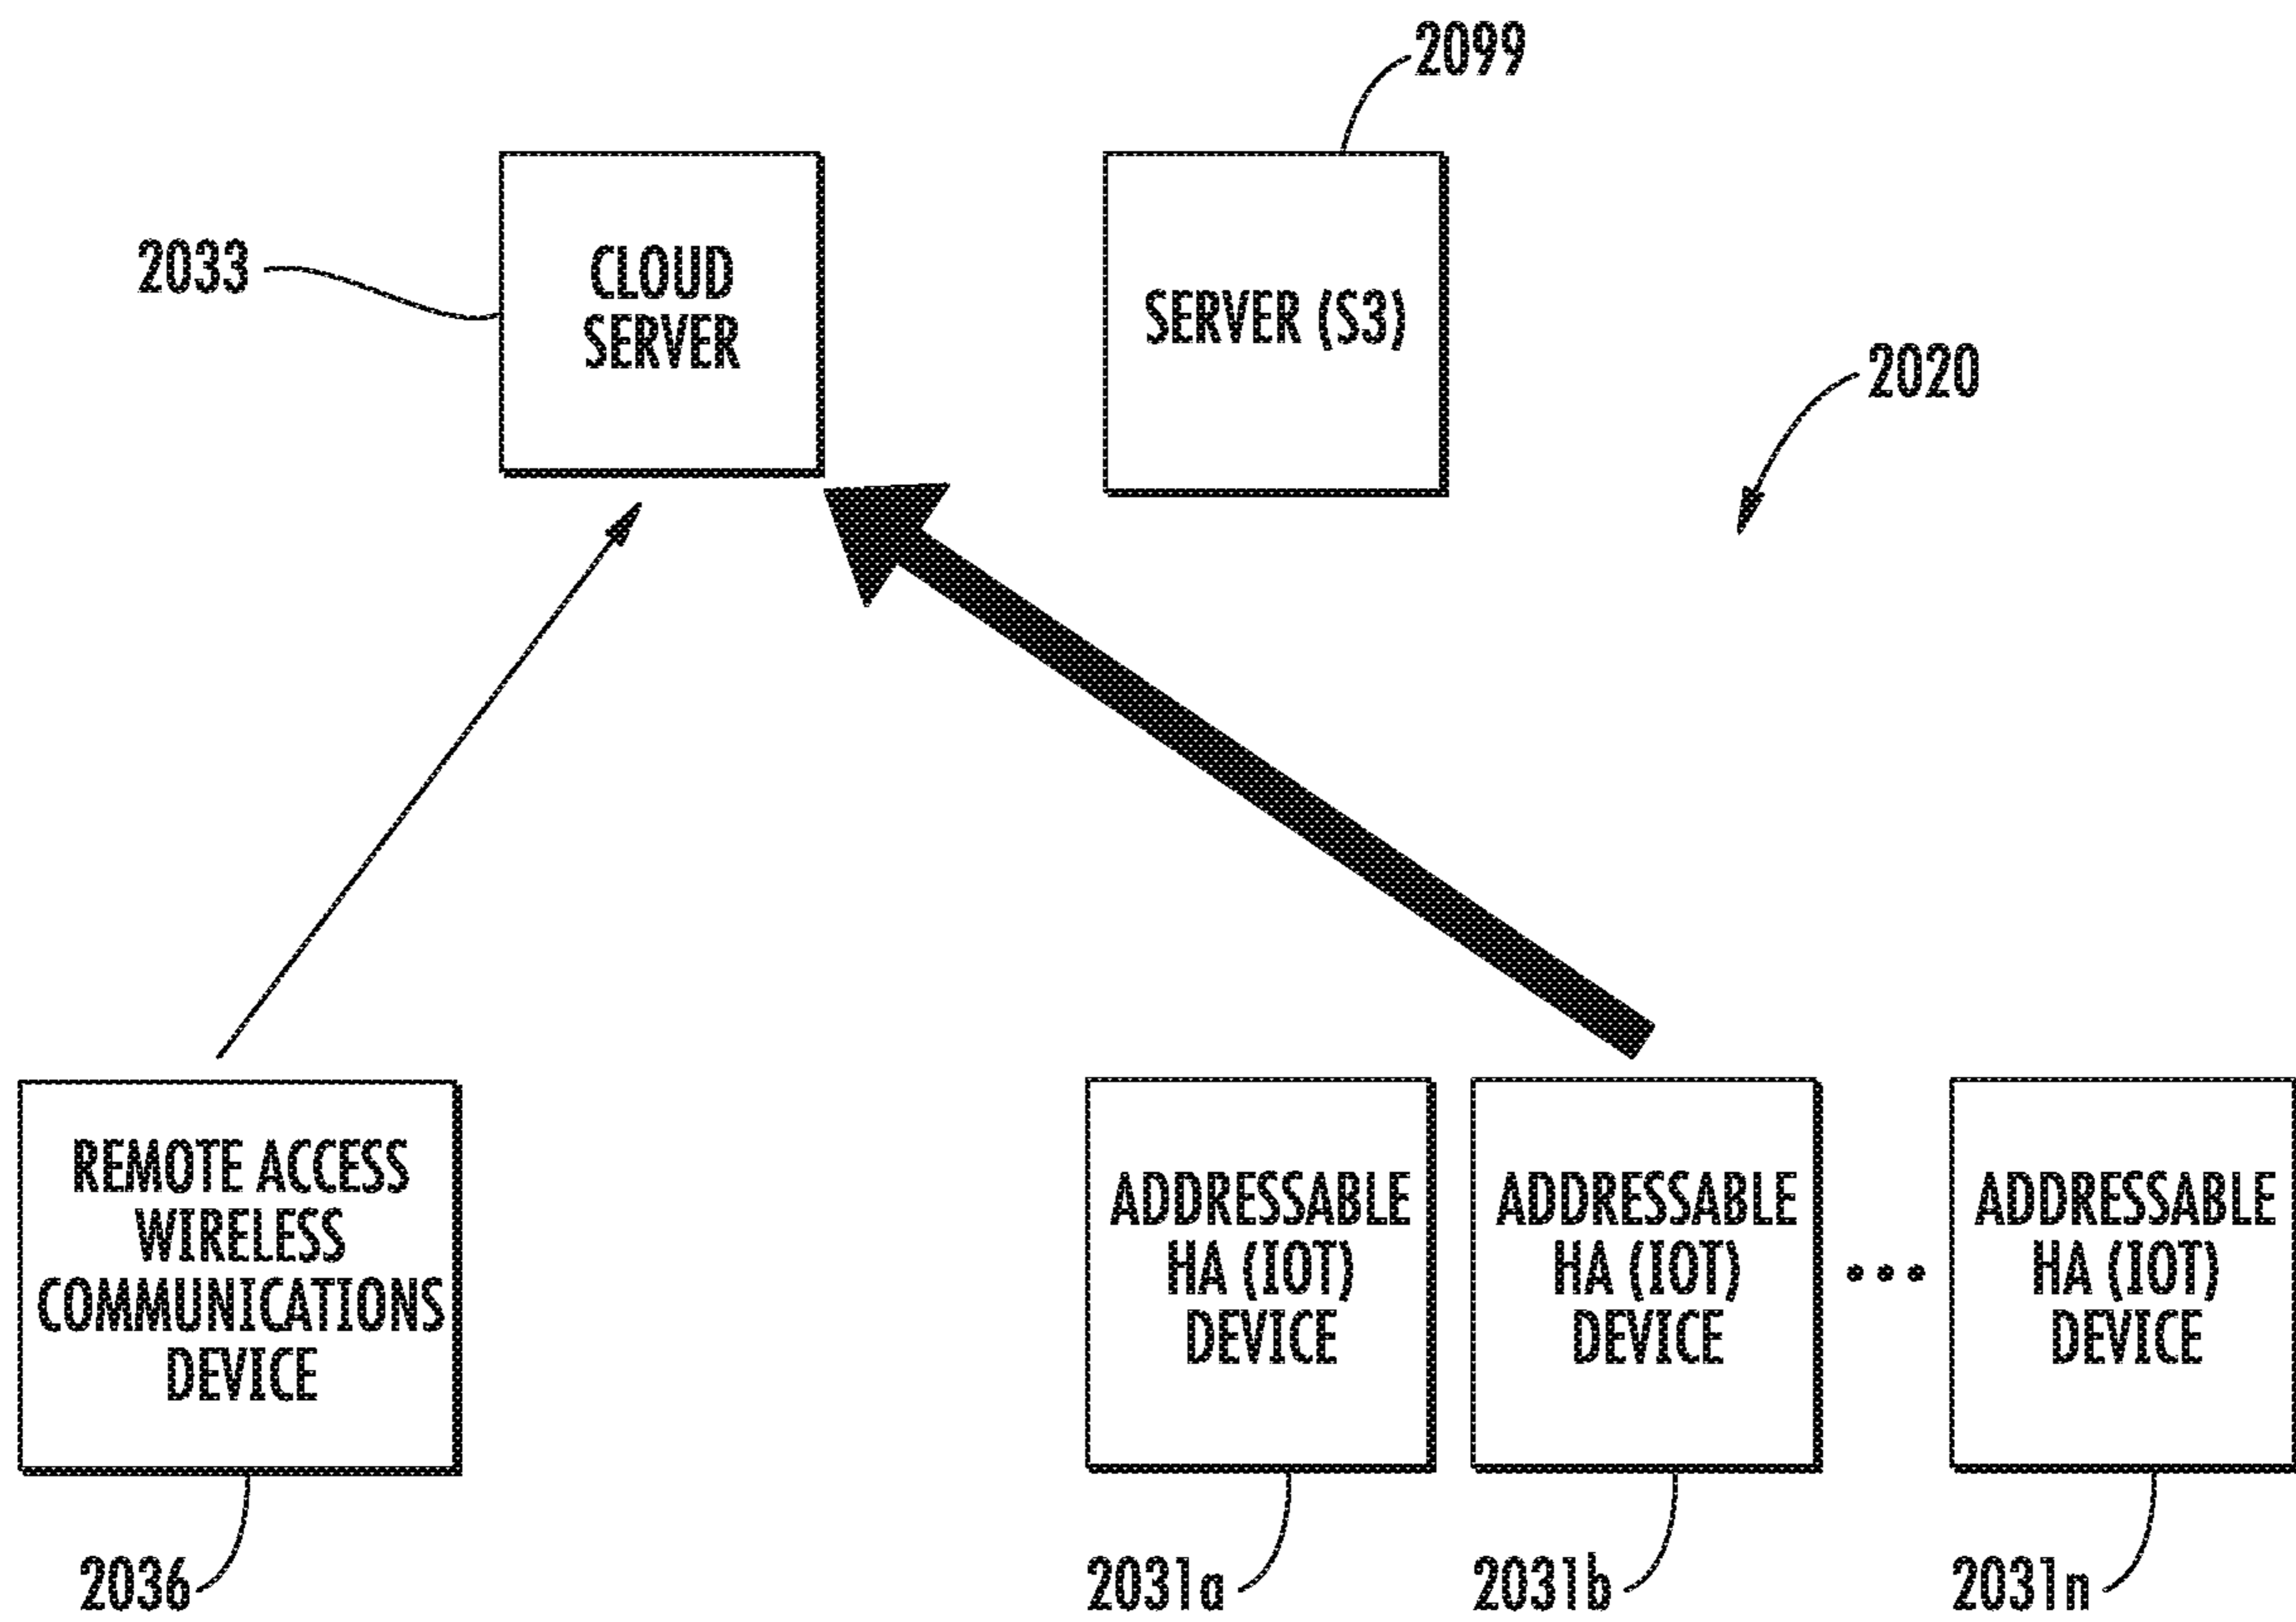 2099
2033
CLOUD
SERVER
SERVER (S3)
2020
REMOTE ACCESS
WIRELESS
COMMUNICATIONS
DEVICE
ADDRESSABLE
HA (IOT)
DEVICE
ADDRESSABLE
HA (IOT)
DEVICE
•••
ADDRESSABLE
HA (IOT)
DEVICE
2036
2031a
2031b
2031n